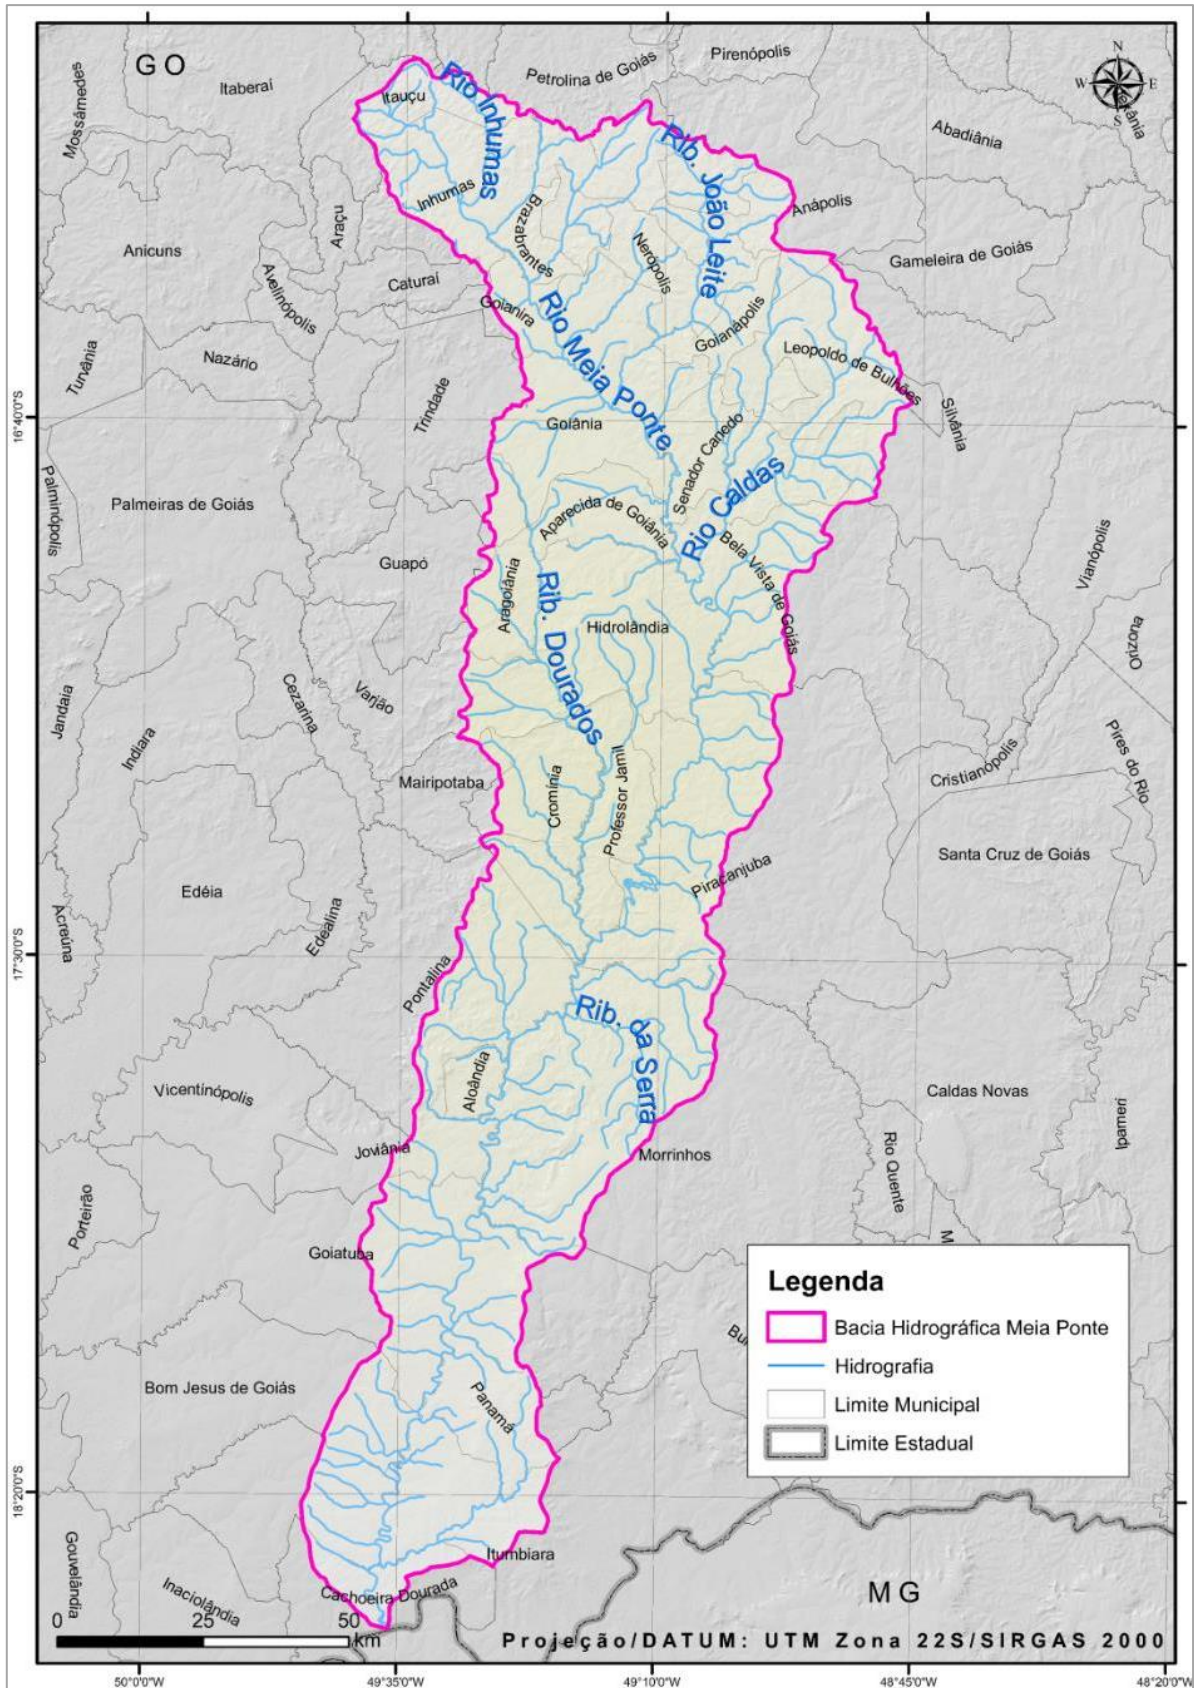 GO
Itaberaí
Mossâmedes
Itauçu
Rio Inhumas
Petrolina de Goiás
Pirenópolis
N
W
E
S
Abadiânia
Rib. João Leite
Inhumas
Brazabrantes
Anápolis
Araçu
Anicuns
Nerópolis
Gameleira de Goiás
Avelinópolis
Caturaí
Goianira
Rio Meia Ponte
Goianápolis
Turvânia
Nazário
Leopoldo de Bulhões
Trindade
Silvânia
16°40'0"S
Goiânia
Senador Canedo
Palminópolis
Palmeiras de Goiás
Aparecida de Goiânia
Rio Caldas
Vianópolis
Guapó
Aragoiânia
Bela Vista de Goiás
Rib. Dourados
Hidrolândia
Orizona
Jandaia
Indiara
Cezarina
Varjão
Cristianópolis
Pires do Rio
Mairipotaba
Cromínia
Professor Jamil
Santa Cruz de Goiás
Piracanjuba
Edéia
Acreúna
Edealina
17°30'0"S
Pontalina
Rib. da Serra
Vicentinópolis
Aloândia
Caldas Novas
Ipameri
Joviânia
Morrinhos
Rio Quente
Porteirão
Goiatuba
M
Legenda
Bacia Hidrográfica Meia Ponte
Hidrografia
Limite Municipal
Limite Estadual
Bu
Bom Jesus de Goiás
Panamá
18°20'0"S
Gouvelândia
Itumbiara
Inaciolândia
Cachoeira Dourada
MG
0 25 50
km
Projeção/DATUM: UTM Zona 22S/SIRGAS 2000
50°0'0"W 49°35'0"W 49°10'0"W 48°45'0"W 48°20'0"W